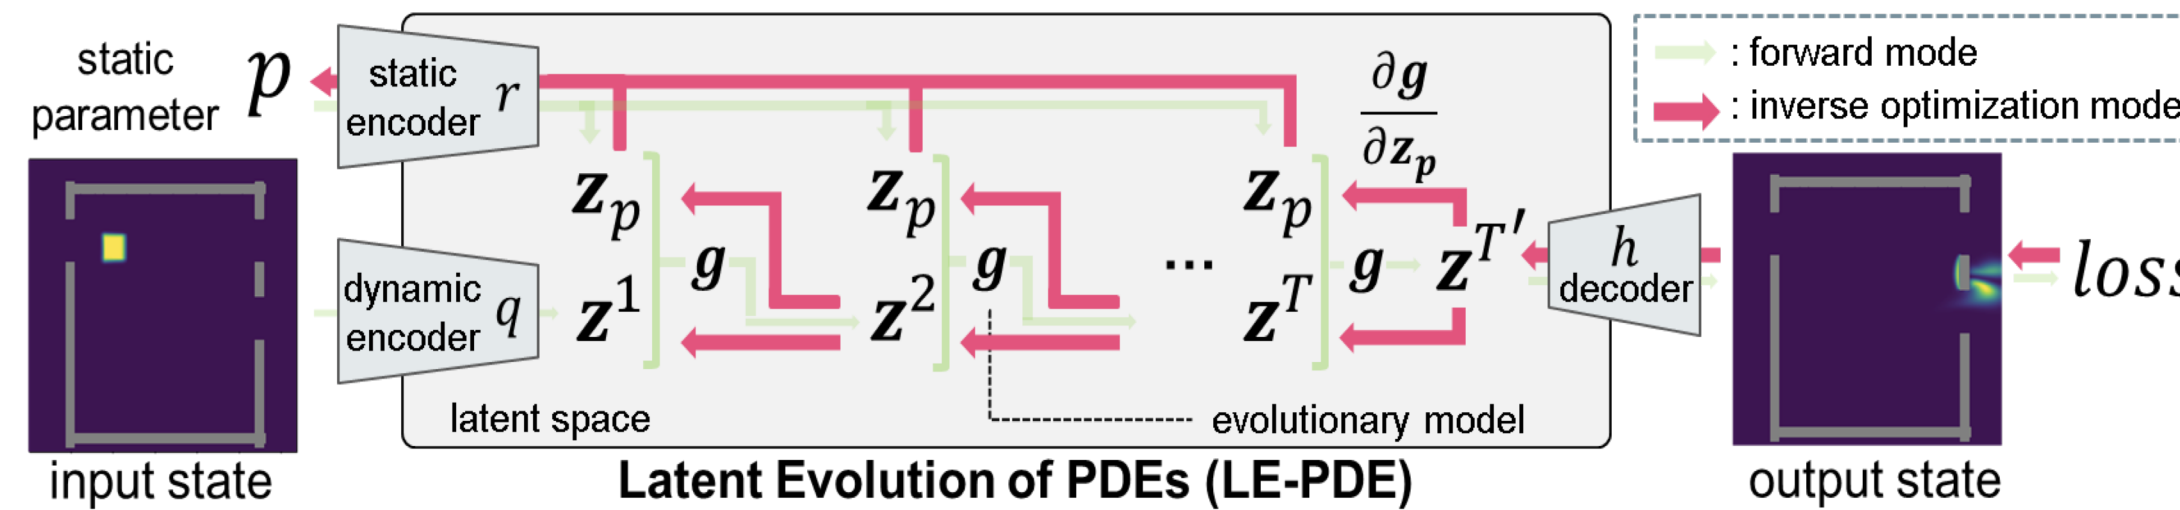 static
parameter
p
static
encoder
r
∂g
∂z_p
: forward mode
: inverse optimization mode
z_p
z_p
z_p
dynamic
encoder
q
z^1
g
z^2
g
...
z^T
g
z^T'
h
decoder
loss
latent space
evolutionary model
input state
Latent Evolution of PDEs (LE-PDE)
output state